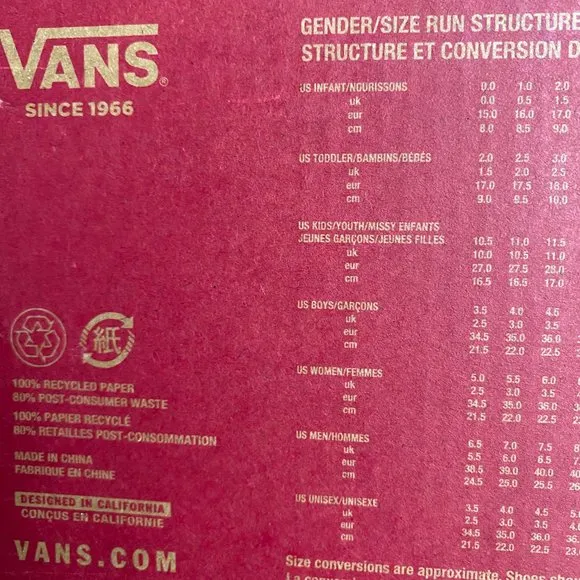 VANS®
SINCE 1966
紙
100% RECYCLED PAPER
80% POST-CONSUMER WASTE
100% PAPIER RECYCLÉ
80% RETAILLES POST-CONSOMMATION
MADE IN CHINA
FABRIQUE EN CHINE
DESIGNED IN CALIFORNIA
CONÇUS EN CALIFORNIE
VANS.COM
GENDER/SIZE RUN STRUCTURE
STRUCTURE ET CONVERSION D
US INFANT/NOURISSONS 0.0 1.0 2.0
uk 0.0 0.5 1.5
eur 15.0 16.0 17.0
cm 8.0 8.5 9.0
US TODDLER/BAMBINS/BÉBÉS 2.0 2.5 3.0
uk 1.5 2.0 2.5
eur 17.0 17.5 18.0
cm 9.0 9.5 10.0
US KIDS/YOUTH/MISSY ENFANTS
JEUNES GARÇONS/JEUNES FILLES 10.5 11.0 11.5
uk 10.0 10.5 11.0
eur 27.0 27.5 28.0
cm 16.5 16.5 17.0
US BOYS/GARÇONS 3.5 4.0 4.5
uk 2.5 3.0 3.5
eur 34.5 35.0 36.0
cm 21.5 22.0 22.5
US WOMEN/FEMMES 5.0 5.5 6.0
uk 2.5 3.0 3.5
eur 34.5 35.0 36.0
cm 21.5 22.0 22.5
US MEN/HOMMES 6.5 7.0 7.5 8
uk 5.5 6.0 6.5 7
eur 38.5 39.0 40.0 40
cm 24.5 25.0 25.5 26
US UNISEX/UNISEXE 3.5 4.0 4.5 5.
uk 2.5 3.0 3.5 4.
eur 34.5 35.0 36.0 36
cm 21.5 22.0 22.5 23.
Size conversions are approximate. Shoes sh